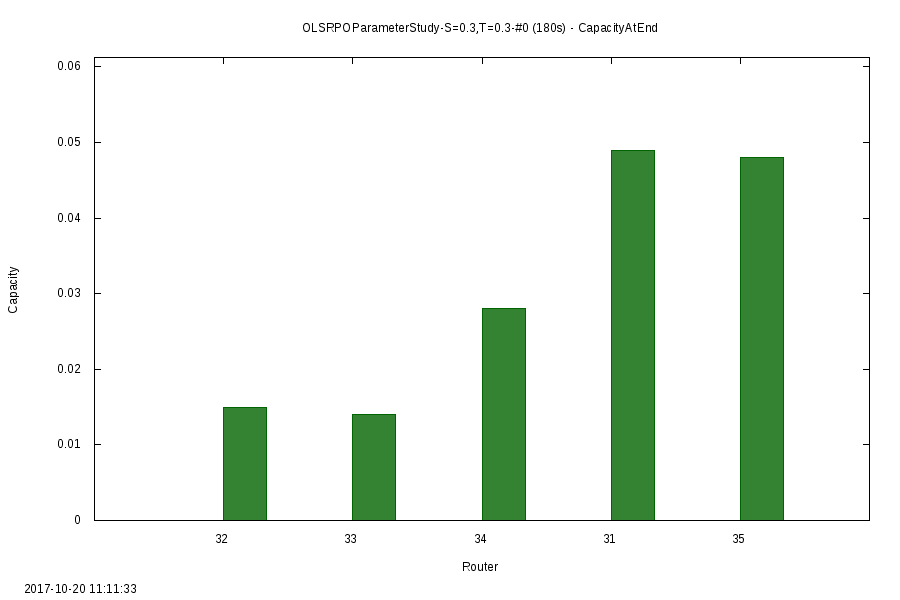 OLSRPOParameterStudy-S=0.3,T=0.3-#0 (180s) - CapacityAtEnd
0.06
0.05
0.04
0.03
0.02
0.01
0
Capacity
32 33 34 31 35
Router
2017-10-20 11:11:33